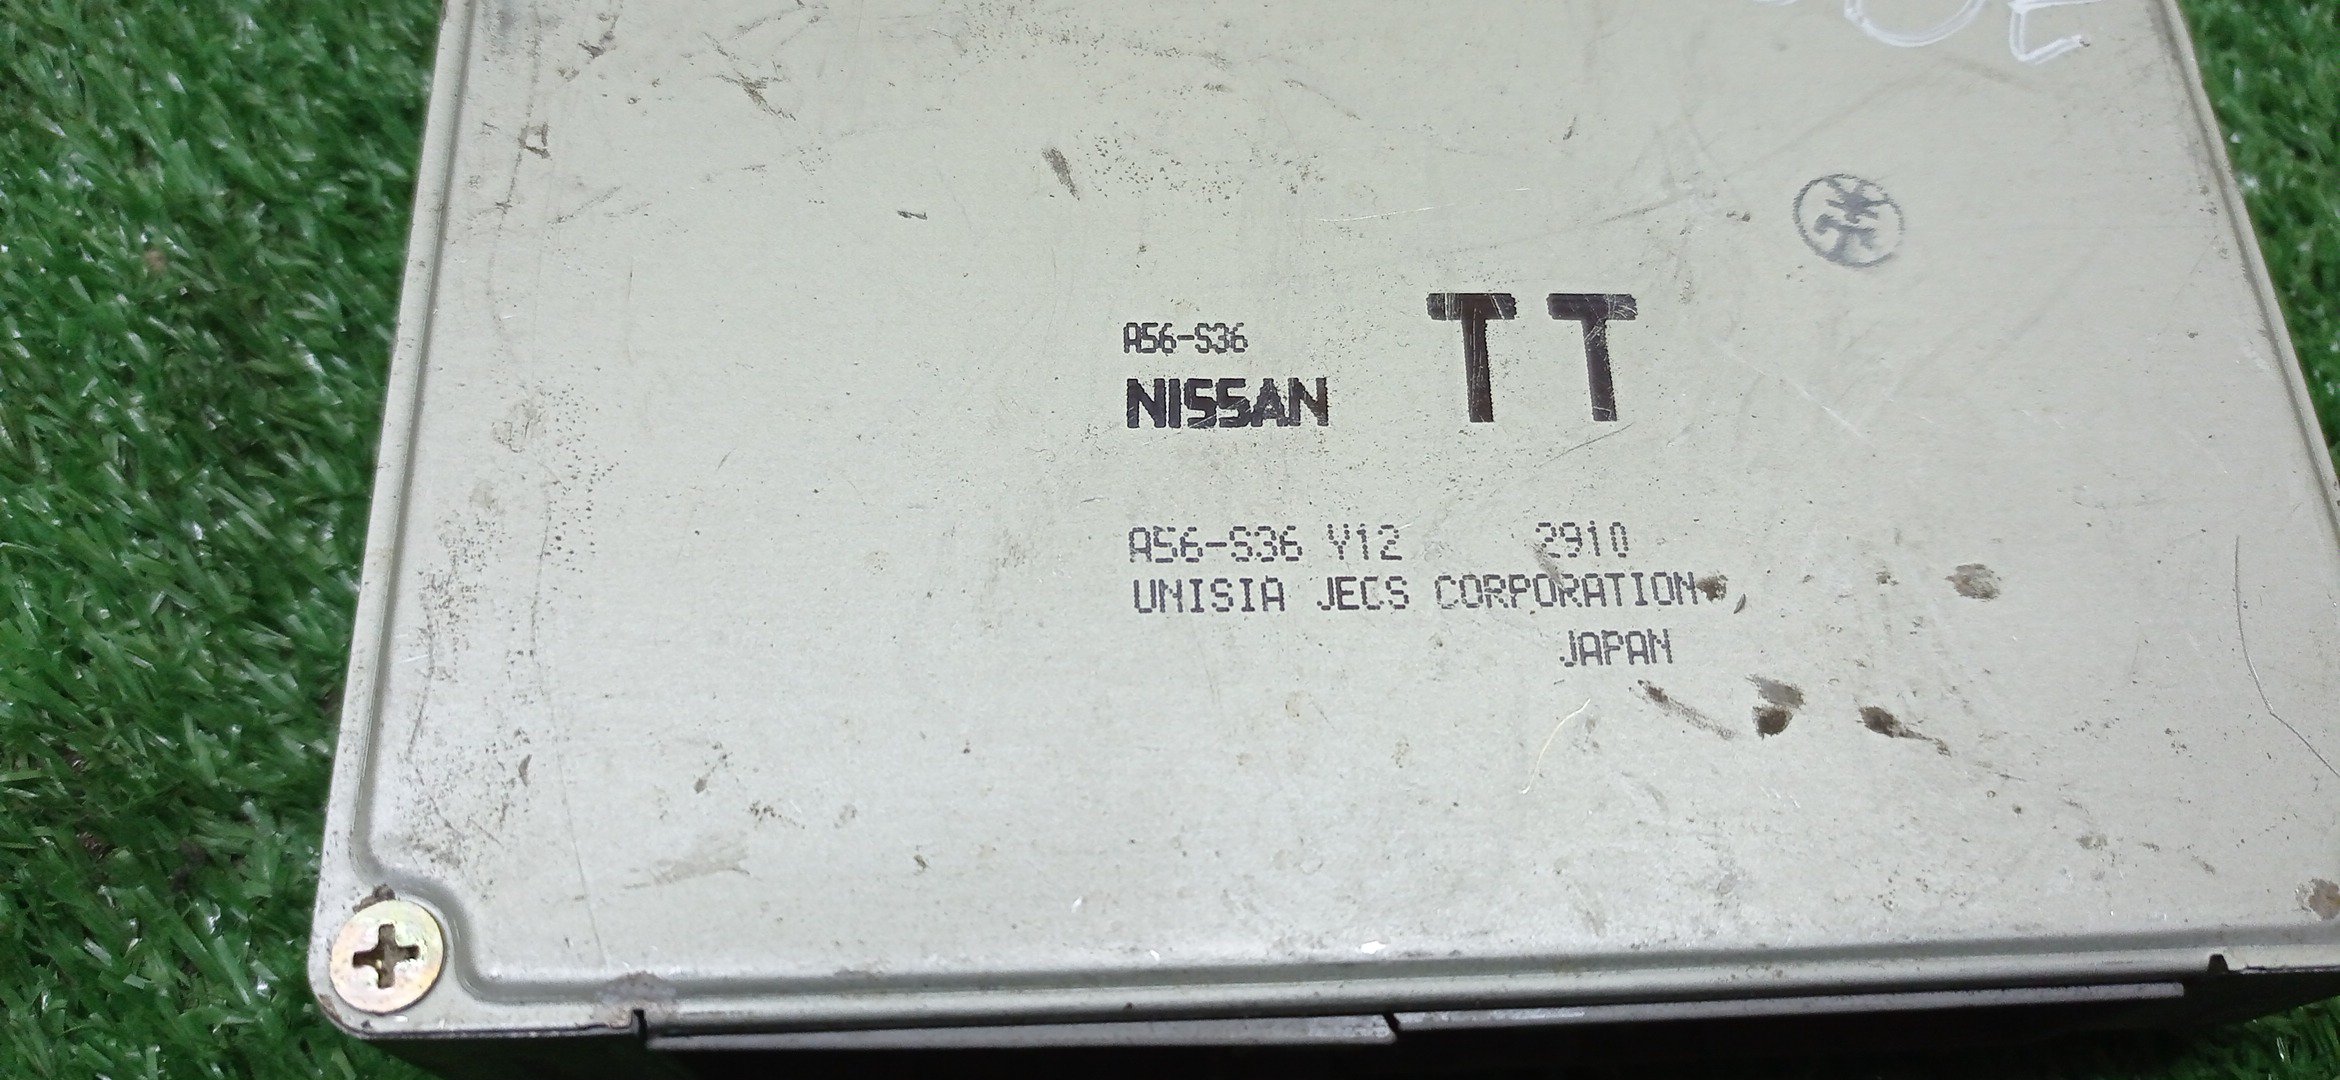 A56-S36
NISSAN TT
A56-S36 Y12 2910
UNISIA JECS CORPORATION,
JAPAN